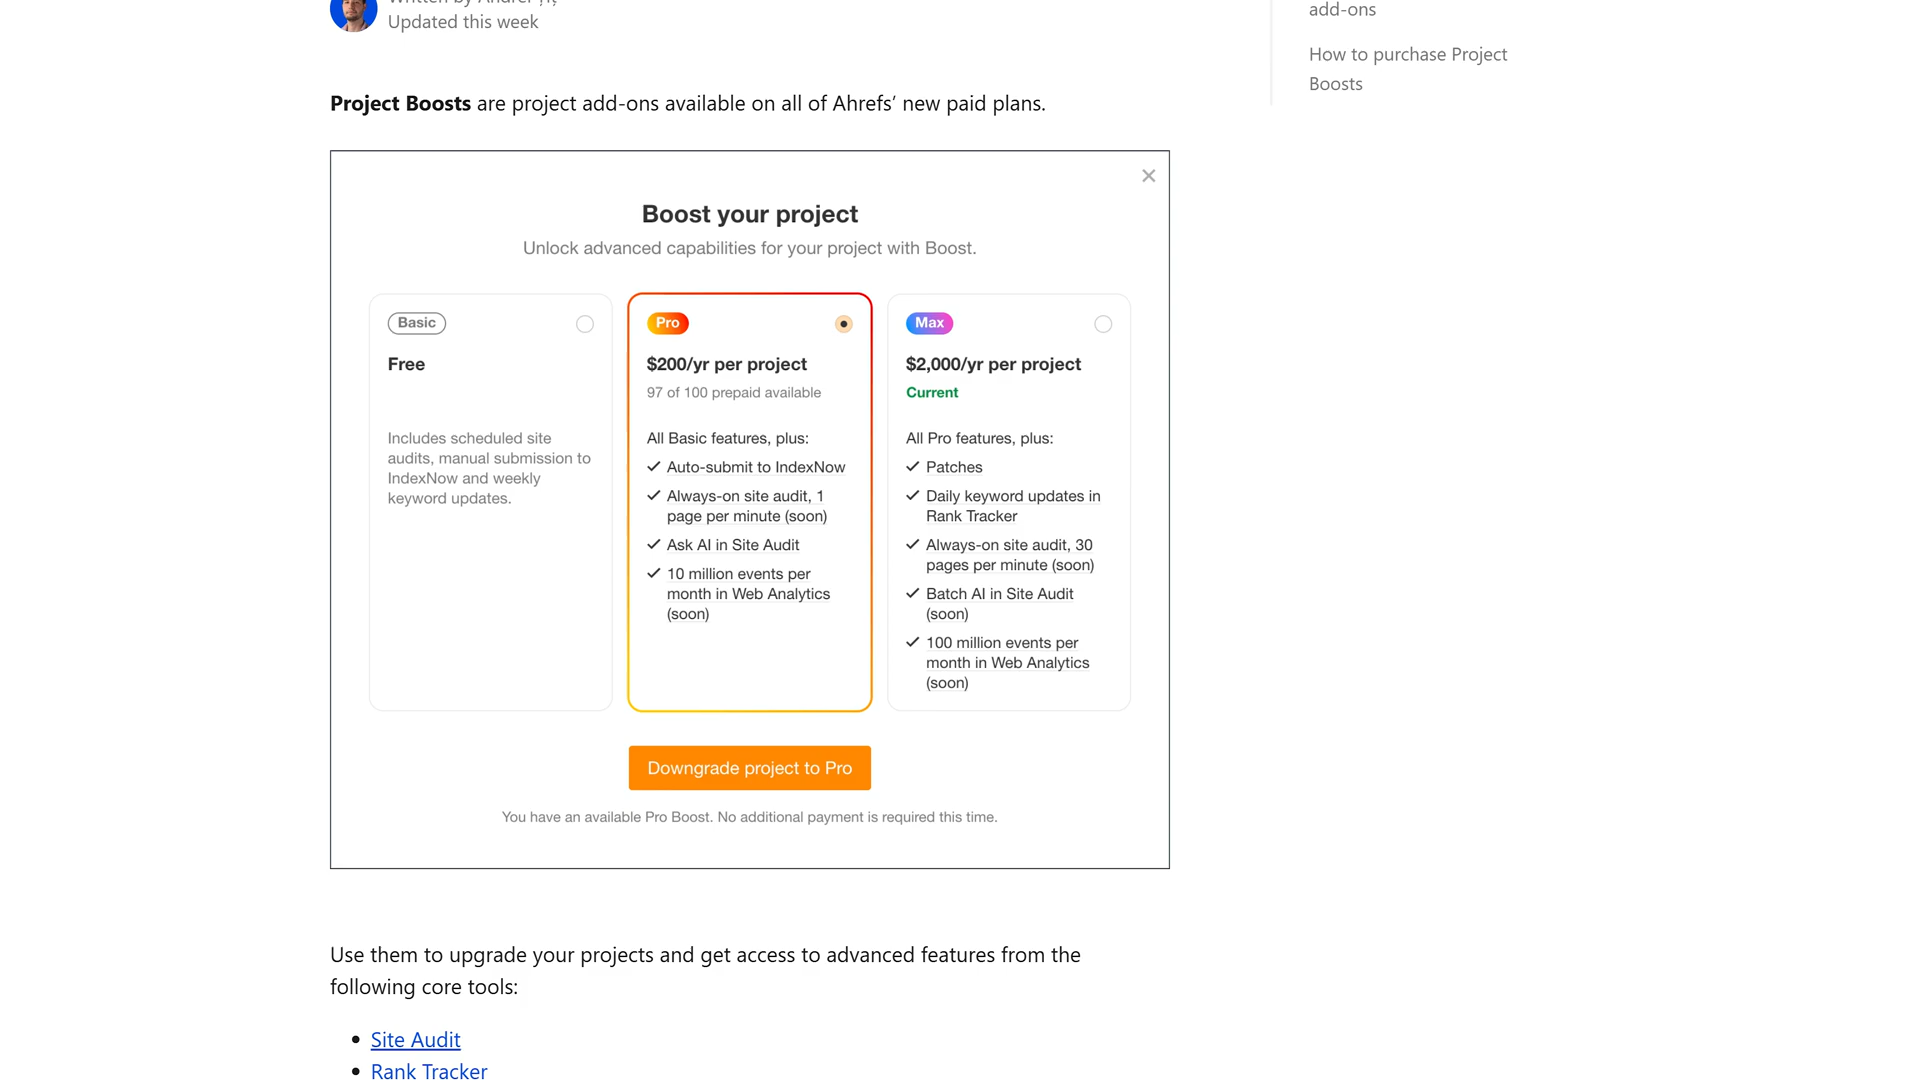 Updated this week
add-ons
How to purchase Project
Boosts
Project Boosts are project add-ons available on all of Ahrefs’ new paid plans.
Boost your project
Unlock advanced capabilities for your project with Boost.
Basic
Free
Includes scheduled site
audits, manual submission to
IndexNow and weekly
keyword updates.
Pro
$200/yr per project
97 of 100 prepaid available
All Basic features, plus:
Auto-submit to IndexNow
Always-on site audit, 1
page per minute (soon)
Ask AI in Site Audit
10 million events per
month in Web Analytics
(soon)
Max
$2,000/yr per project
Current
All Pro features, plus:
Patches
Daily keyword updates in
Rank Tracker
Always-on site audit, 30
pages per minute (soon)
Batch AI in Site Audit
(soon)
100 million events per
month in Web Analytics
(soon)
Downgrade project to Pro
You have an available Pro Boost. No additional payment is required this time.
Use them to upgrade your projects and get access to advanced features from the
following core tools:
Site Audit
Rank Tracker